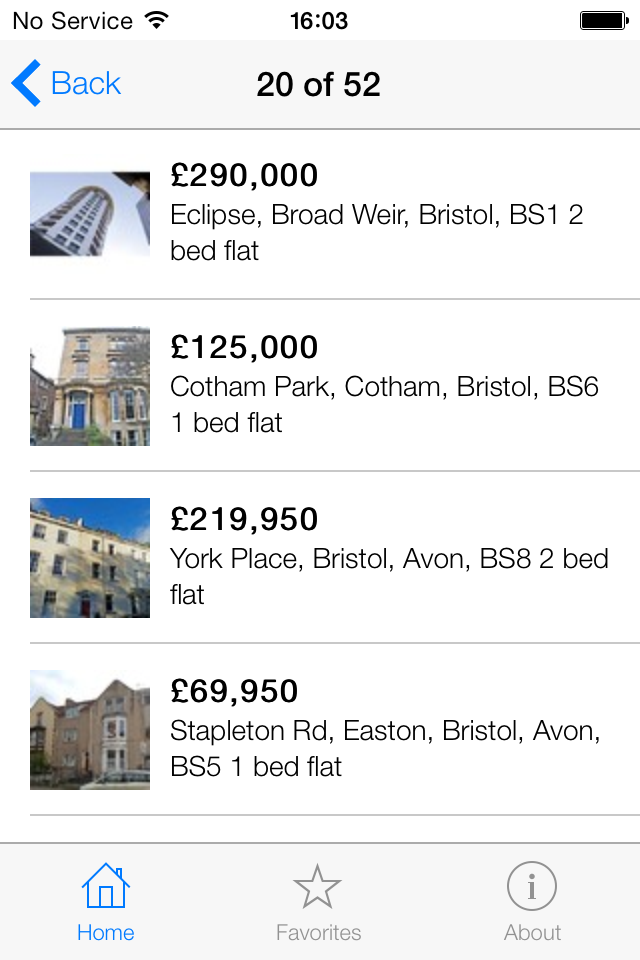 No Service 16:03
Back 20 of 52
£290,000
Eclipse, Broad Weir, Bristol, BS1 2
bed flat
£125,000
Cotham Park, Cotham, Bristol, BS6
1 bed flat
£219,950
York Place, Bristol, Avon, BS8 2 bed
flat
£69,950
Stapleton Rd, Easton, Bristol, Avon,
BS5 1 bed flat
Home Favorites About